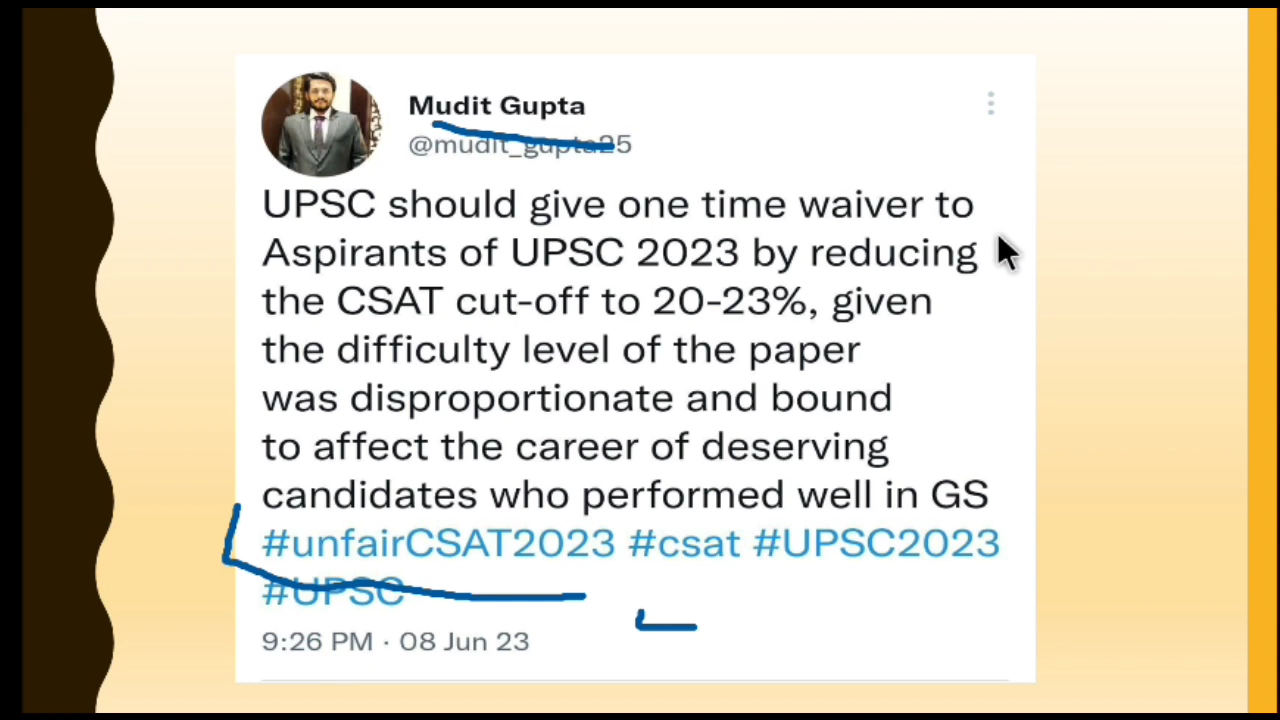 Mudit Gupta
@mudit_gupta25
UPSC should give one time waiver to
Aspirants of UPSC 2023 by reducing
the CSAT cut-off to 20-23%, given
the difficulty level of the paper
was disproportionate and bound
to affect the career of deserving
candidates who performed well in GS
#unfairCSAT2023 #csat #UPSC2023
#UPSC
9:26 PM · 08 Jun 23